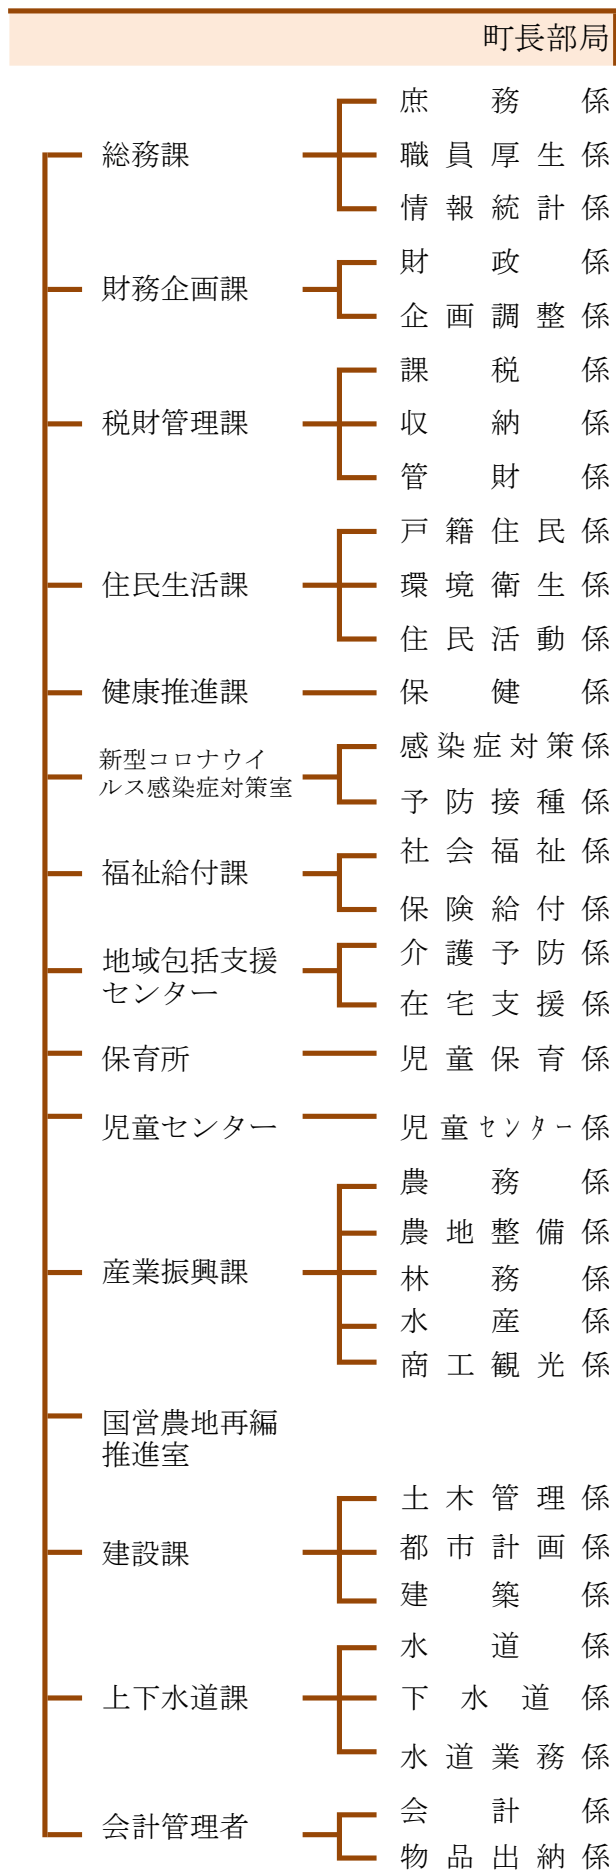 町長部局
総務課
庶務係
職員厚生係
情報統計係
財務企画課
財政係
企画調整係
税財管理課
課税係
収納係
管財係
住民生活課
戸籍住民係
環境衛生係
住民活動係
健康推進課
保健係
新型コロナウイ
ルス感染症対策室
感染症対策係
予防接種係
福祉給付課
社会福祉係
保険給付係
地域包括支援
センター
介護予防係
在宅支援係
保育所
児童保育係
児童センター
児童センター係
産業振興課
農務係
農地整備係
林務係
水産係
商工観光係
国営農地再編
推進室
建設課
土木管理係
都市計画係
建築係
上下水道課
水道係
下水道係
水道業務係
会計管理者
会計係
物品出納係